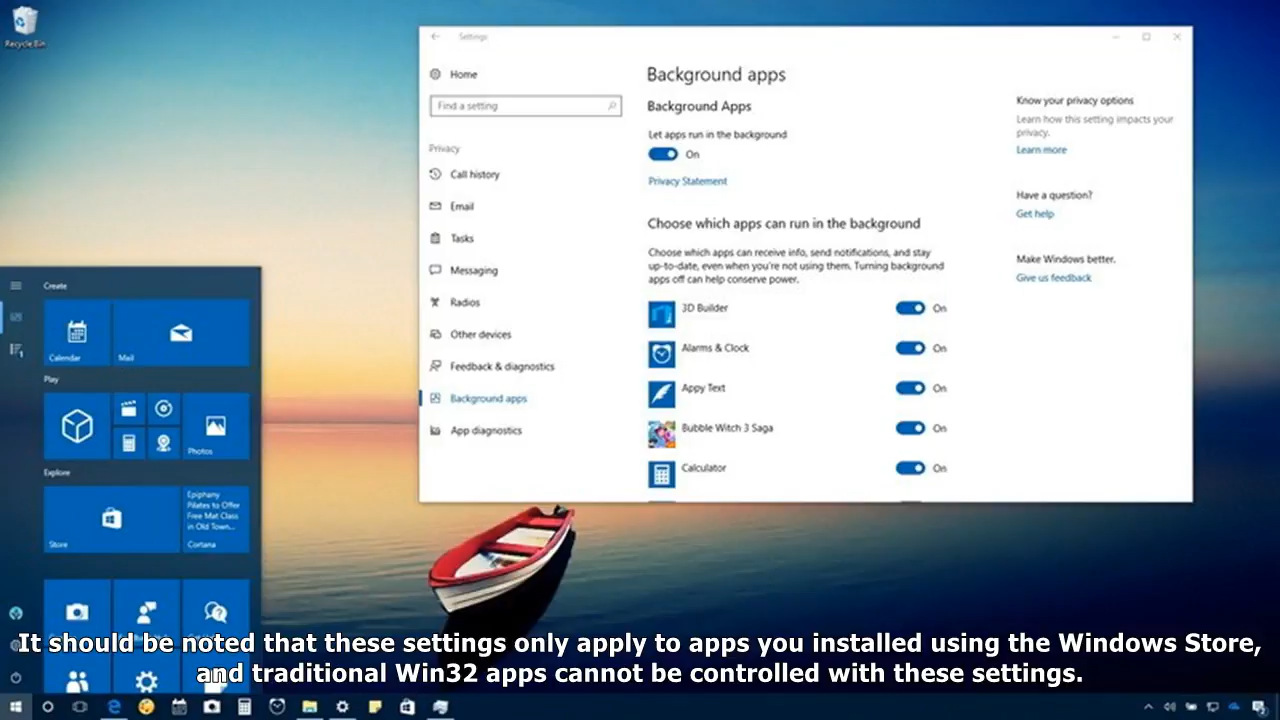 Recycle Bin
Settings
Home
Find a setting
Privacy
Call history
Email
Tasks
Messaging
Radios
Other devices
Feedback & diagnostics
Background apps
App diagnostics
Background apps
Background Apps
Let apps run in the background
On
Privacy Statement
Choose which apps can run in the background
Choose which apps can receive info, send notifications, and stay
up-to-date, even when you're not using them. Turning background
apps off can help conserve power.
3D Builder On
Alarms & Clock On
Appy Text On
Bubble Witch 3 Saga On
Calculator On
Know your privacy options
Learn how this setting impacts your
privacy.
Learn more
Have a question?
Get help
Make Windows better.
Give us feedback
Create
Calendar
Mail
Play
Photos
Explore
Store
Epiphany
Pilates to Offer
Free Mat Class
in Old Town...
Cortana
It should be noted that these settings only apply to apps you installed using the Windows Store,
and traditional Win32 apps cannot be controlled with these settings.